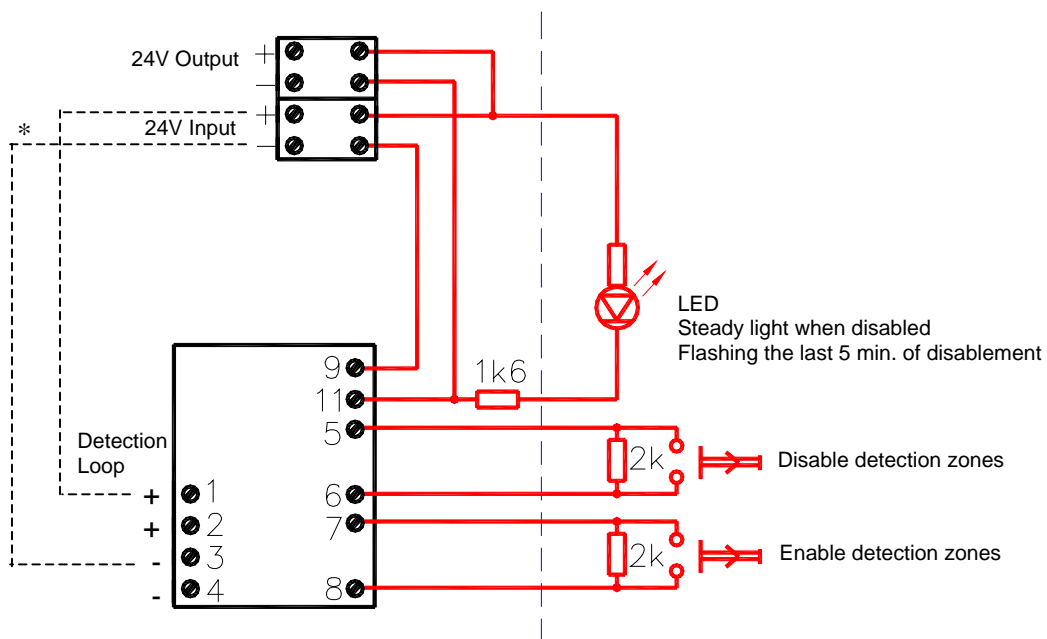 24V Output
+
−
24V Input
+
−
*
LED
Steady light when disabled
Flashing the last 5 min. of disablement
9
11
1k6
5
Detection
Loop
2k
Disable detection zones
+ 1
6
+ 2
7
- 3
2k
Enable detection zones
- 4
8